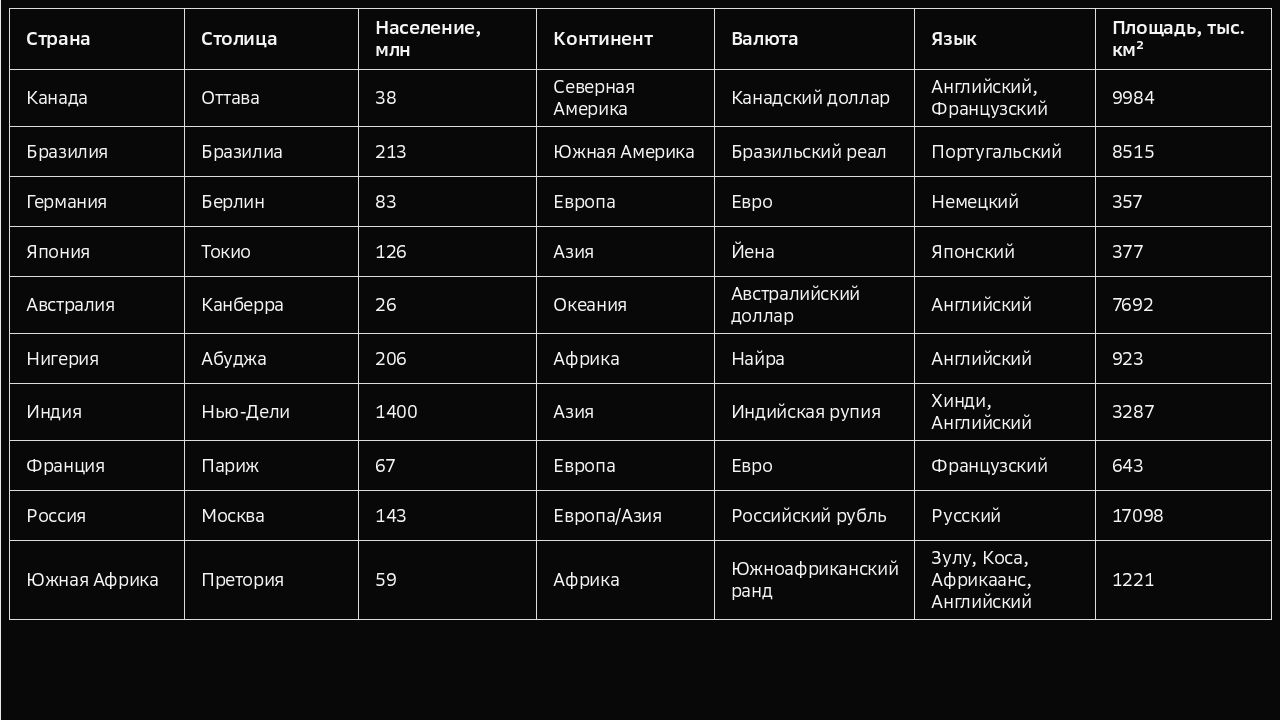 Страна Столица Население, млн Континент Валюта Язык Площадь, тыс. км²
Канада Оттава 38 Северная Америка Канадский доллар Английский, Французский 9984
Бразилия Бразилиа 213 Южная Америка Бразильский реал Португальский 8515
Германия Берлин 83 Европа Евро Немецкий 357
Япония Токио 126 Азия Йена Японский 377
Австралия Канберра 26 Океания Австралийский доллар Английский 7692
Нигерия Абуджа 206 Африка Найра Английский 923
Индия Нью-Дели 1400 Азия Индийская рупия Хинди, Английский 3287
Франция Париж 67 Европа Евро Французский 643
Россия Москва 143 Европа/Азия Российский рубль Русский 17098
Южная Африка Претория 59 Африка Южноафриканский ранд Зулу, Коса, Африкаанс, Английский 1221